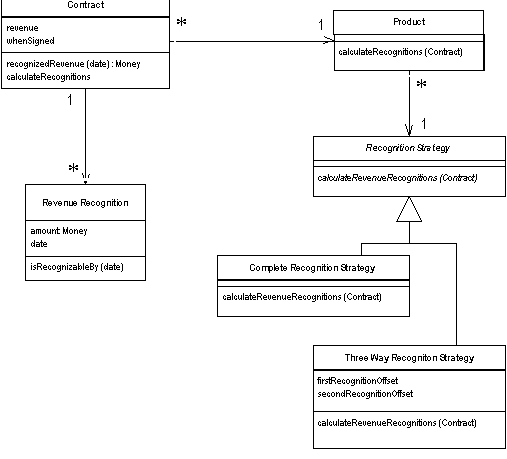 Contract
revenue
whenSigned
recognizedRevenue (date) : Money
calculateRecognitions
*
1
Product
calculateRecognitions (Contract)
1
*
Revenue Recognition
amount: Money
date
isRecognizableBy (date)
*
1
Recognition Strategy
calculateRevenueRecognitions (Contract)
Complete Recognition Strategy
calculateRevenueRecognitions (Contract)
Three Way Recogniton Strategy
firstRecognitionOffset
secondRecognitionOffset
calculateRevenueRecognitions (Contract)